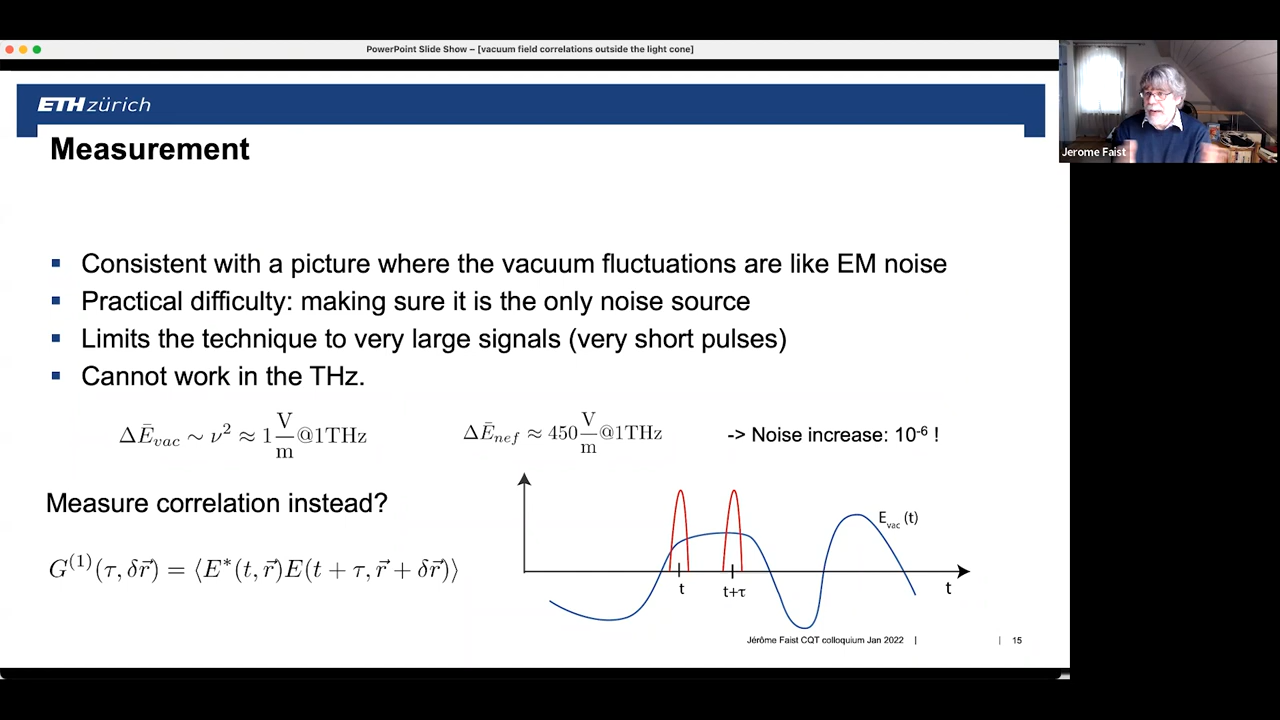 PowerPoint Slide Show – [vacuum field correlations outside the light cone]
ETH zürich
Jerome Faist
Measurement
▪ Consistent with a picture where the vacuum fluctuations are like EM noise
▪ Practical difficulty: making sure it is the only noise source
▪ Limits the technique to very large signals (very short pulses)
▪ Cannot work in the THz.
ΔĒ_vac ∼ ν² ≈ 1 V/m @1THz
ΔĒ_nef ≈ 450 V/m @1THz
-> Noise increase: 10⁻⁶ !
Measure correlation instead?
E_vac (t)
G⁽¹⁾(τ, δr⃗) = ⟨E*(t, r⃗)E(t + τ, r⃗ + δr⃗)⟩
t
t+τ
t
Jérôme Faist CQT colloquium Jan 2022 |
| 15